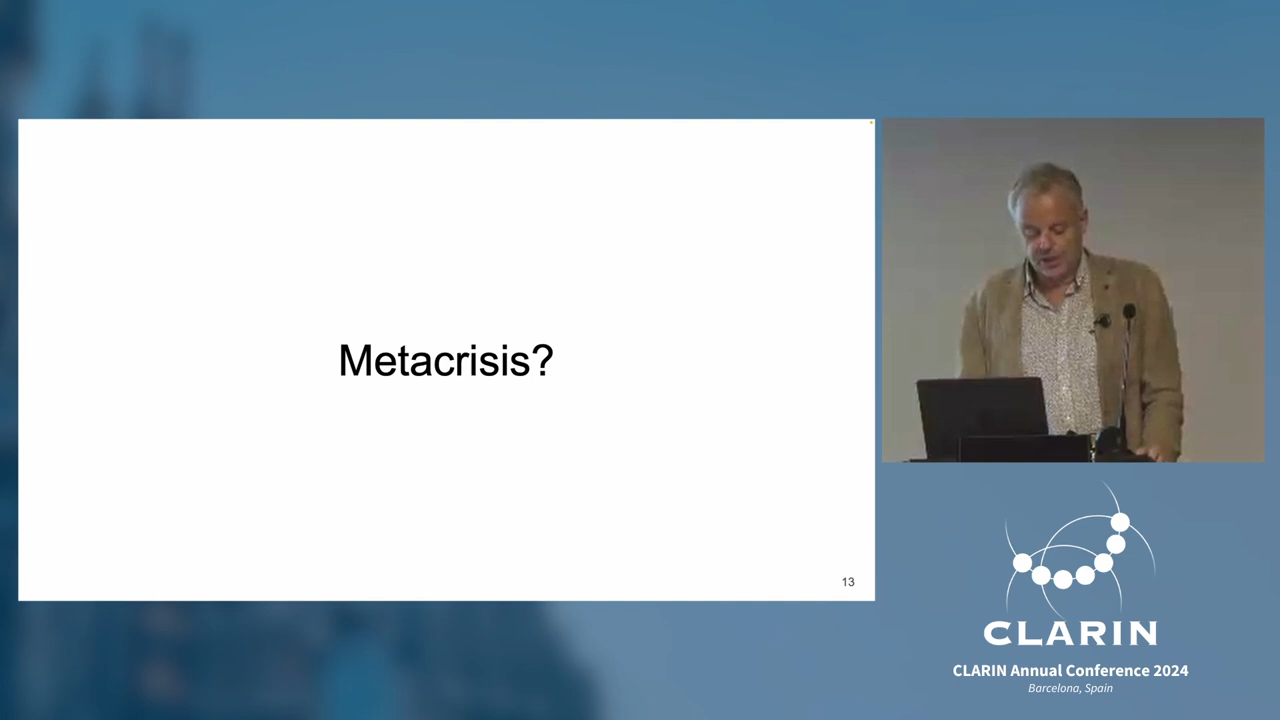 Metacrisis?
13
CLARIN
CLARIN Annual Conference 2024
Barcelona, Spain